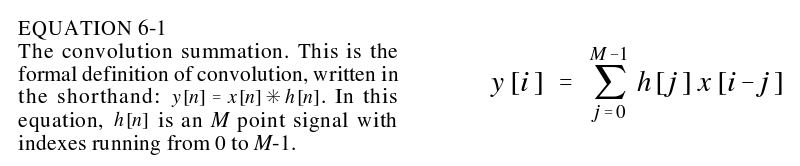 EQUATION 6-1
The convolution summation. This is the
formal definition of convolution, written in
the shorthand: y[n] = x[n] ∗ h[n]. In this
equation, h[n] is an M point signal with
indexes running from 0 to M-1.
M-1
y[i] = ∑ h[j] x[i-j]
j=0